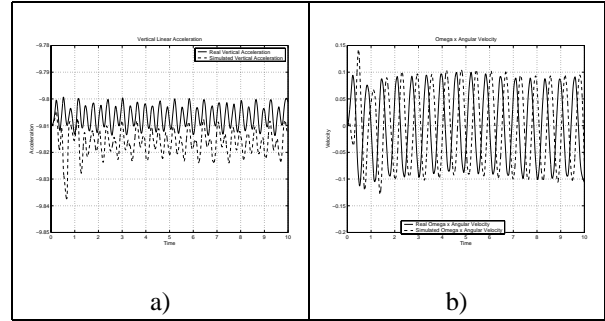 Vertical Linear Acceleration
-9.78
-9.79
-9.8
-9.81
-9.82
-9.83
-9.84
-9.85
Acceleration
Real Vertical Acceleration
Simulated Vertical Acceleration
0 1 2 3 4 5 6 7 8 9 10
Time
a)
Omega x Angular Velocity
0.15
0.1
0.05
0
-0.05
-0.1
-0.15
-0.2
Velocity
Real Omega x Angular Velocity
Simulated Omega x Angular Velocity
0 1 2 3 4 5 6 7 8 9 10
Time
b)